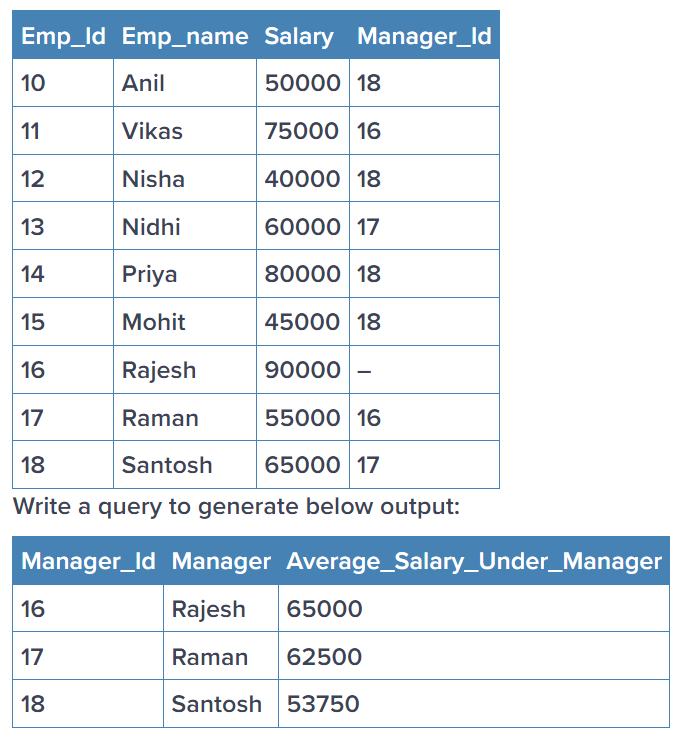 Emp_Id Emp_name Salary Manager_Id
10 Anil 50000 18
11 Vikas 75000 16
12 Nisha 40000 18
13 Nidhi 60000 17
14 Priya 80000 18
15 Mohit 45000 18
16 Rajesh 90000 –
17 Raman 55000 16
18 Santosh 65000 17
Write a query to generate below output:
Manager_Id Manager Average_Salary_Under_Manager
16 Rajesh 65000
17 Raman 62500
18 Santosh 53750